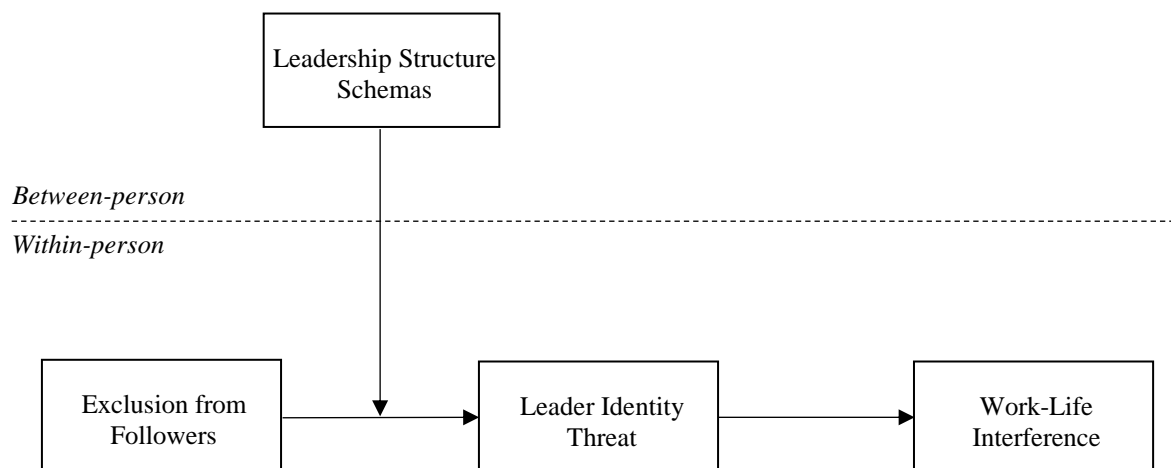 Leadership Structure
Schemas
Between-person
Within-person
Exclusion from
Followers
Leader Identity
Threat
Work-Life
Interference